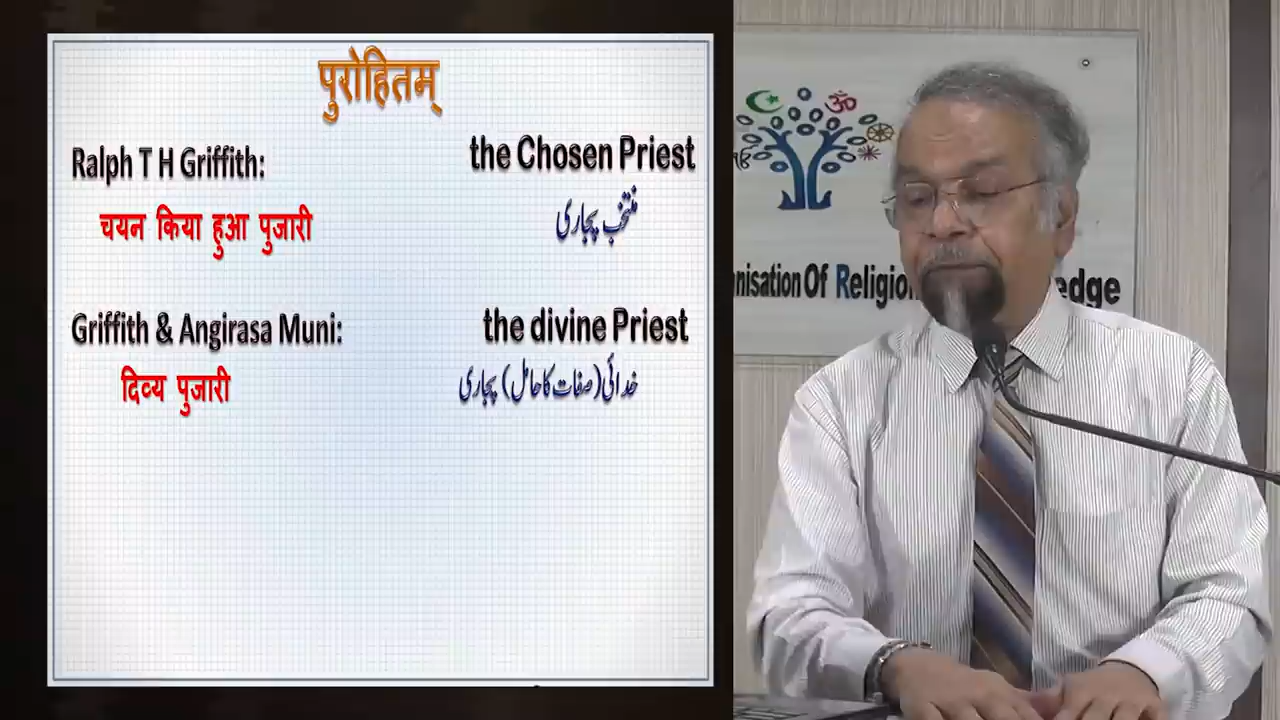 पुरोहितम्
Ralph T H Griffith: the Chosen Priest
चयन किया हुआ पुजारी منتخب پجاری
Griffith & Angirasa Muni: the divine Priest
दिव्य पुजारी خدائی (صفات کا حامل) پجاری
nisation Of Religio edge